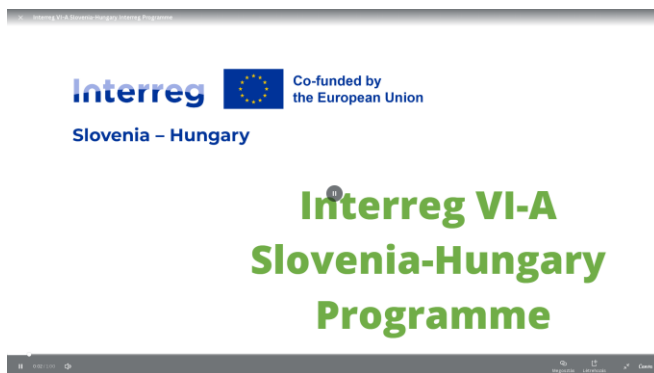 Interreg VI-A Slovenia-Hungary Interreg Programme
Interreg
Co-funded by
the European Union
Slovenia – Hungary
Interreg VI-A
Slovenia-Hungary
Programme